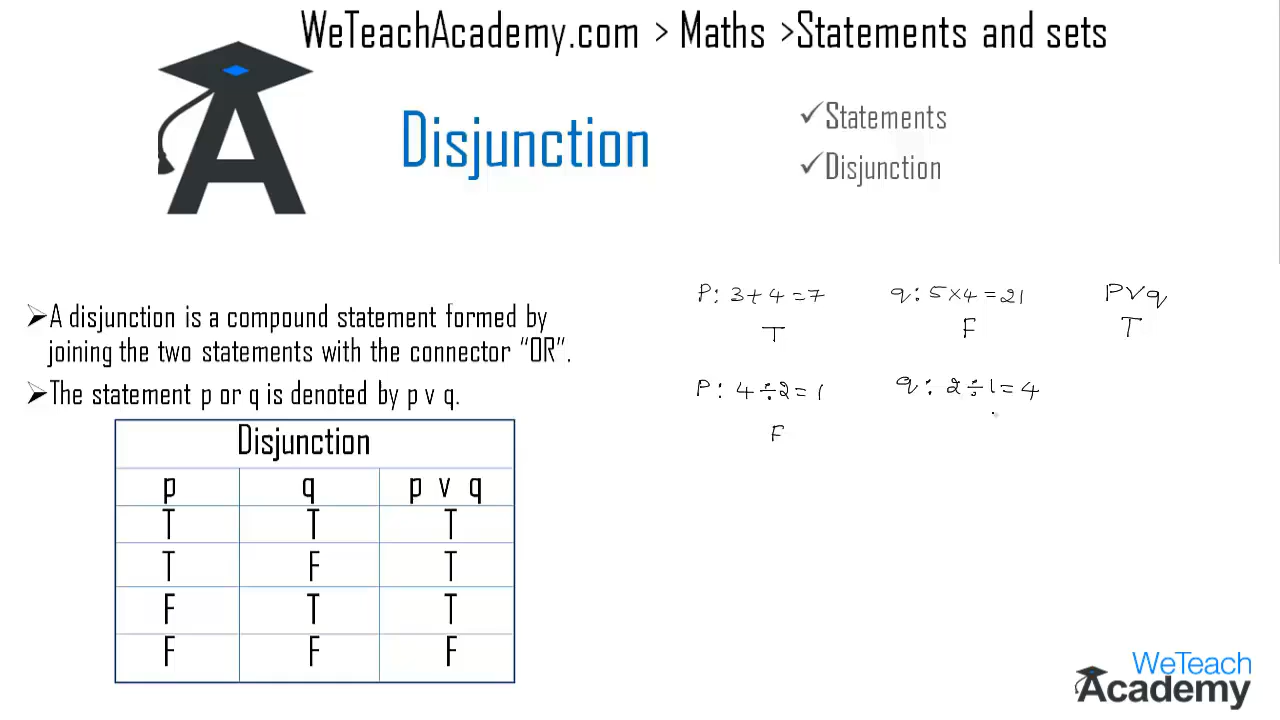 WeTeachAcademy.com > Maths >Statements and sets
Disjunction
✓Statements
✓Disjunction
➢A disjunction is a compound statement formed by
joining the two statements with the connector “OR”.
➢The statement p or q is denoted by p v q.
Disjunction
p q p v q
T T T
T F T
F T T
F F F
P: 3+4=7 q: 5×4=21 P∨q
T F T
P: 4÷2=1 q: 2÷1=4
F
WeTeach
Academy